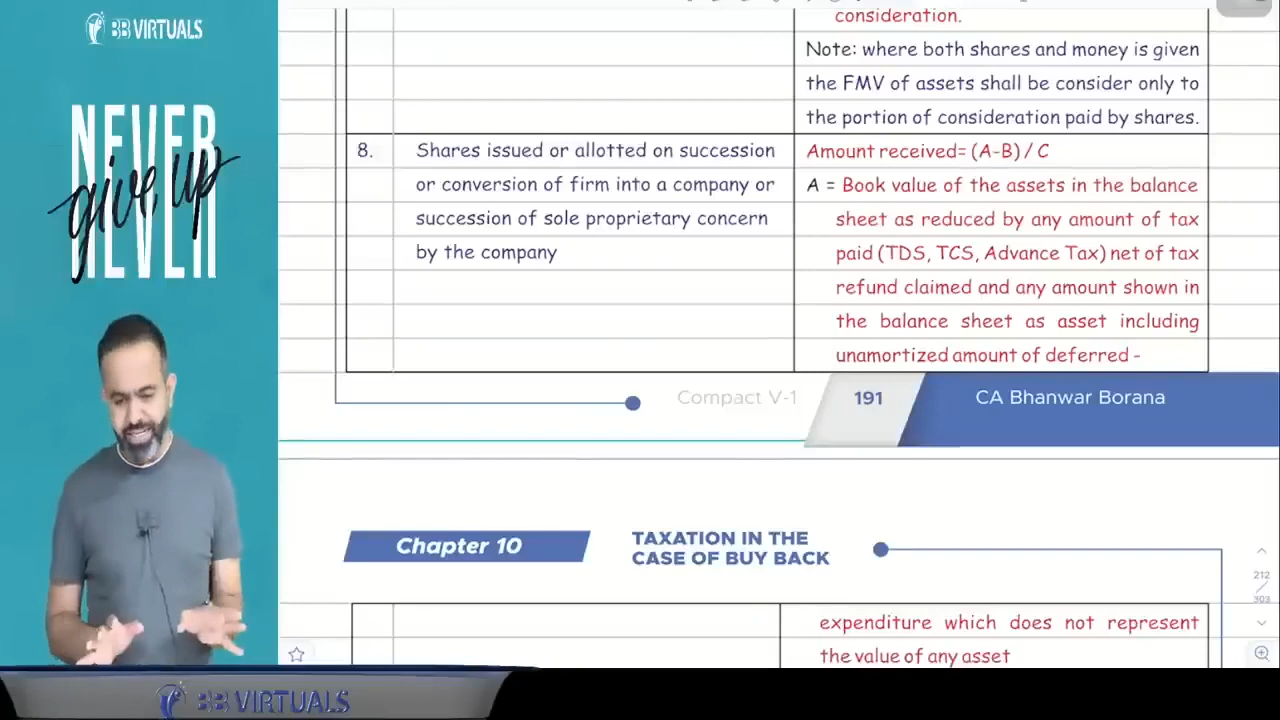 BB VIRTUALS
NEVER
give up
NEVER
consideration.
Note: where both shares and money is given
the FMV of assets shall be consider only to
the portion of consideration paid by shares.
8. Shares issued or allotted on succession
or conversion of firm into a company or
succession of sole proprietary concern
by the company
Amount received= (A-B) / C
A = Book value of the assets in the balance
sheet as reduced by any amount of tax
paid (TDS, TCS, Advance Tax) net of tax
refund claimed and any amount shown in
the balance sheet as asset including
unamortized amount of deferred -
Compact V-1 191 CA Bhanwar Borana
Chapter 10
TAXATION IN THE
CASE OF BUY BACK
212
303
expenditure which does not represent
the value of any asset
BB VIRTUALS